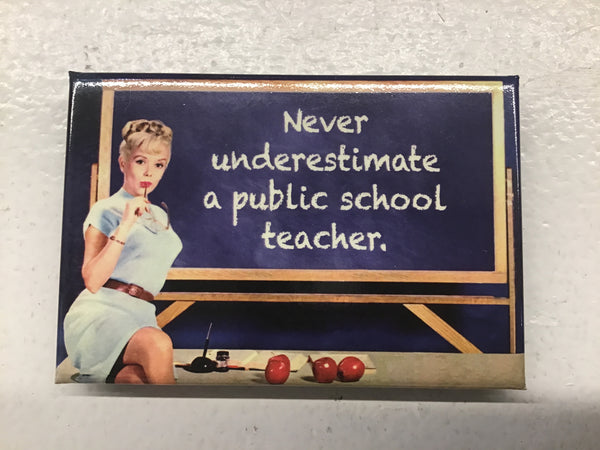 Never
underestimate
a public school
teacher.